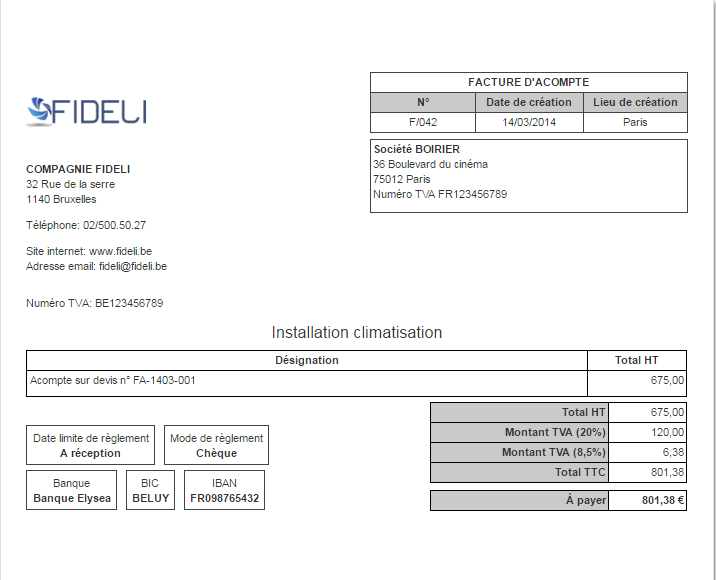 FACTURE D'ACOMPTE
N° Date de création Lieu de création
F/042 14/03/2014 Paris
FIDELI
Société BOIRIER
36 Boulevard du cinéma
75012 Paris
Numéro TVA FR123456789
COMPAGNIE FIDELI
32 Rue de la serre
1140 Bruxelles
Téléphone: 02/500.50.27
Site internet: www.fideli.be
Adresse email: fideli@fideli.be
Numéro TVA: BE123456789
Installation climatisation
Désignation Total HT
Acompte sur devis n° FA-1403-001 675,00
Total HT 675,00
Montant TVA (20%) 120,00
Montant TVA (8,5%) 6,38
Total TTC 801,38
À payer 801,38 €
Date limite de règlement Mode de règlement
A réception Chèque
Banque BIC IBAN
Banque Elysea BELUY FR098765432